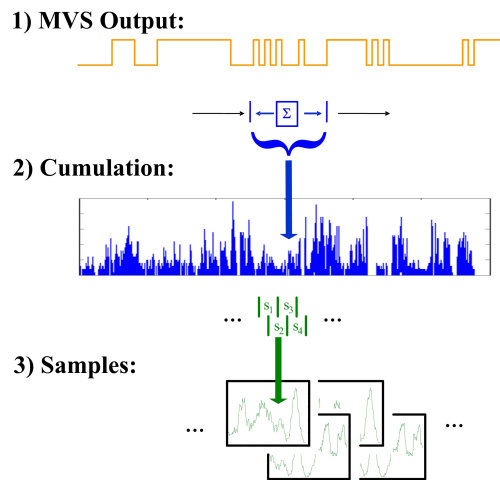 1) MVS Output:
Σ
2) Cumulation:
... s1 s3 ...
s2 s4
3) Samples:
... ...